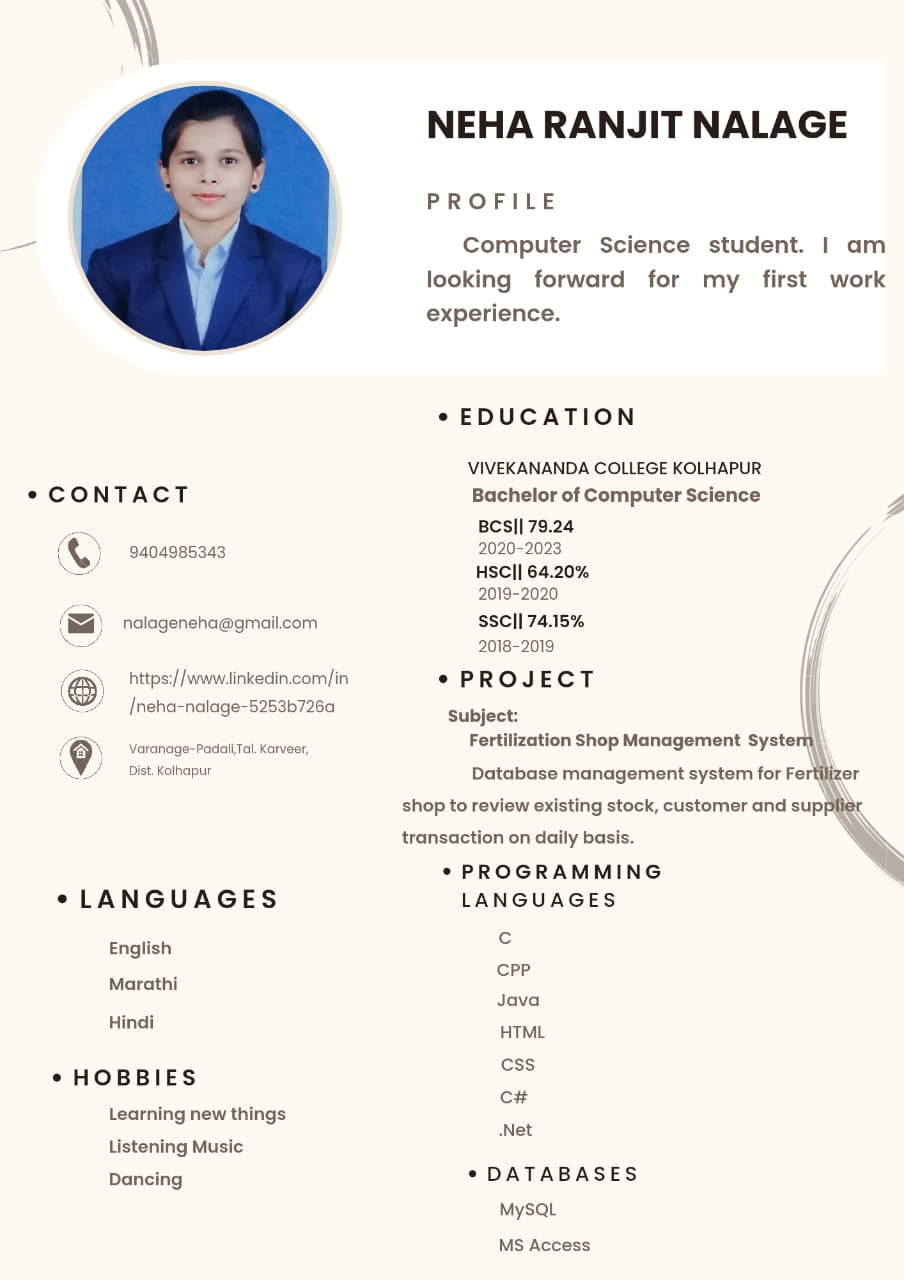 NEHA RANJIT NALAGE
PROFILE
Computer Science student. I am
looking forward for my first work
experience.
• CONTACT
9404985343
nalageneha@gmail.com
https://www.linkedin.com/in
/neha-nalage-5253b726a
Varanage-Padali,Tal. Karveer,
Dist. Kolhapur
• LANGUAGES
English
Marathi
Hindi
• HOBBIES
Learning new things
Listening Music
Dancing
• EDUCATION
VIVEKANANDA COLLEGE KOLHAPUR
Bachelor of Computer Science
BCS|| 79.24
2020-2023
HSC|| 64.20%
2019-2020
SSC|| 74.15%
2018-2019
• PROJECT
Subject:
Fertilization Shop Management System
Database management system for Fertilizer
shop to review existing stock, customer and supplier
transaction on daily basis.
• PROGRAMMING
LANGUAGES
C
CPP
Java
HTML
CSS
C#
.Net
• DATABASES
MySQL
MS Access